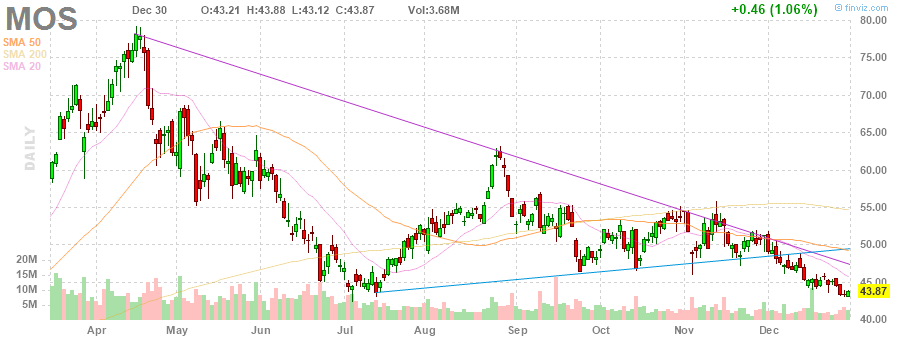 MOS Dec 30 O:43.21 H:43.88 L:43.12 C:43.87 Vol:3.68M +0.46 (1.06%) © finviz.com
SMA 50
SMA 200
SMA 20
DAILY
80.00
75.00
70.00
65.00
60.00
55.00
50.00
45.00
43.87
40.00
20M
15M
10M
5M
Apr May Jun Jul Aug Sep Oct Nov Dec